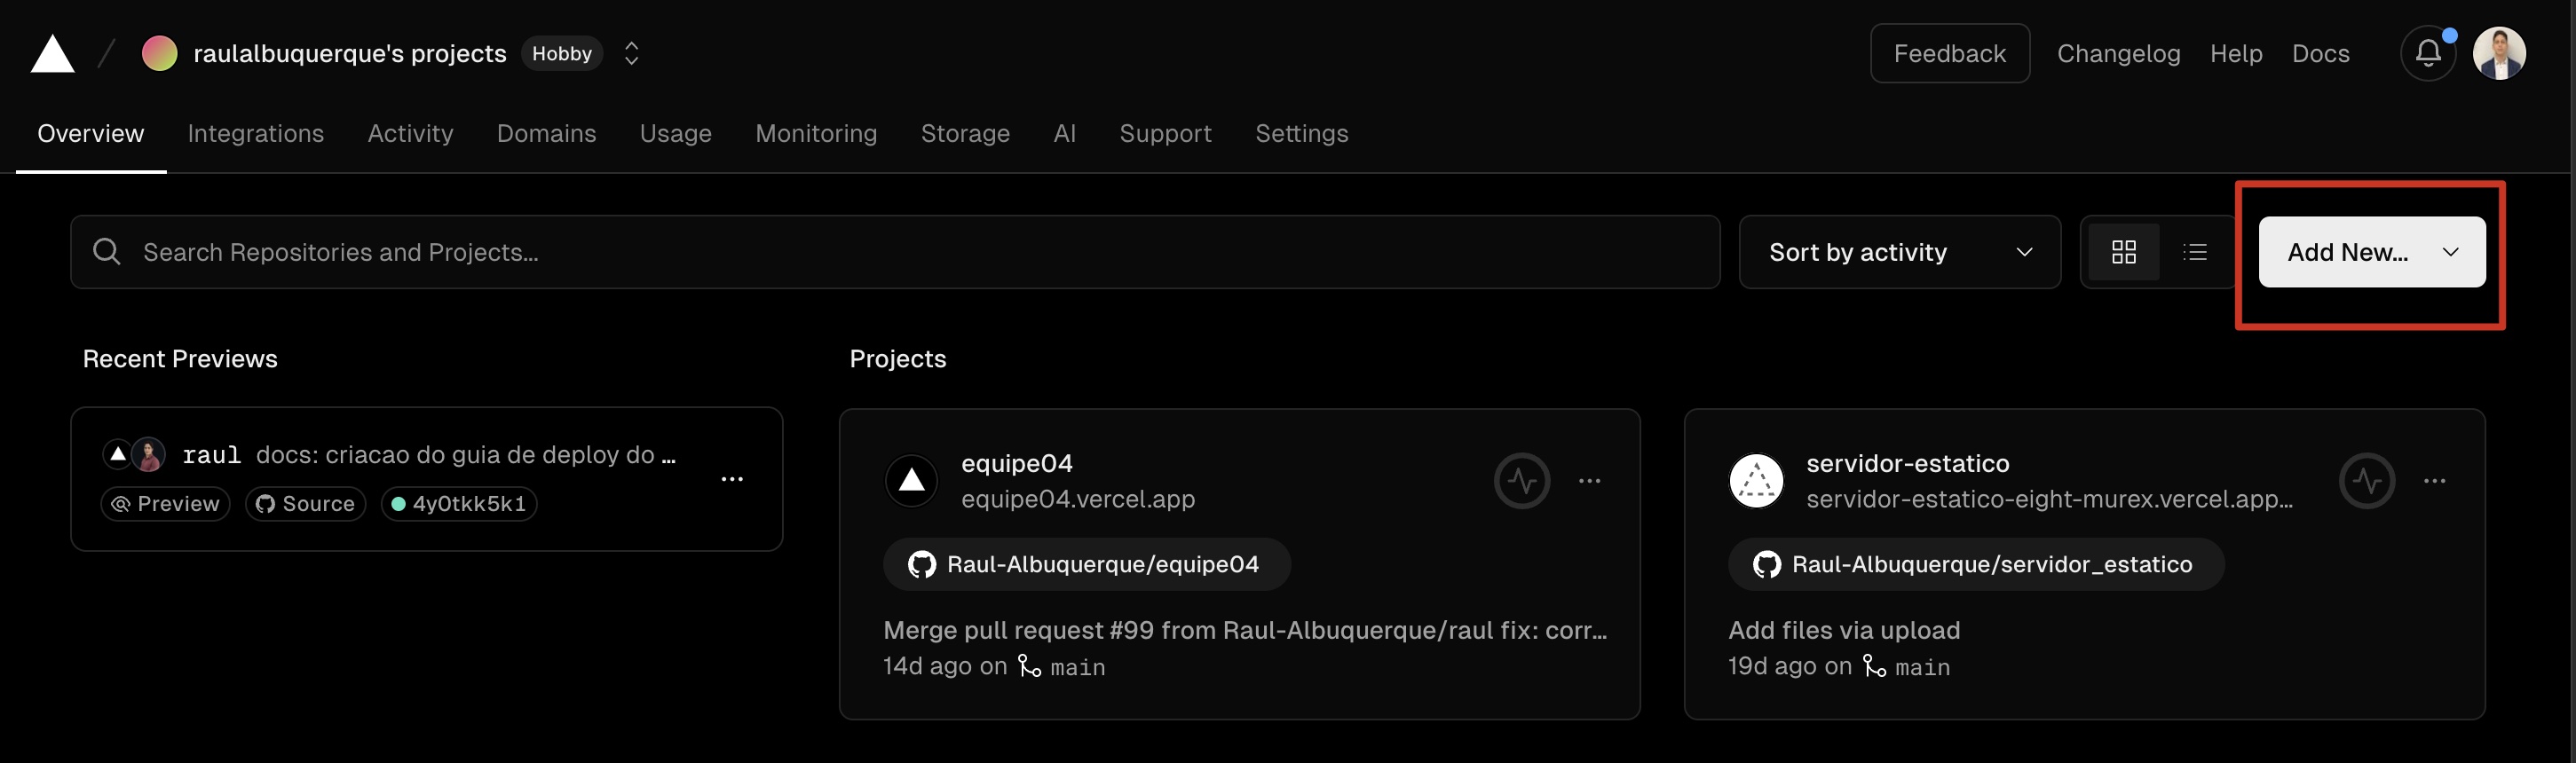 raulalbuquerque's projects Hobby
Feedback Changelog Help Docs
Overview Integrations Activity Domains Usage Monitoring Storage AI Support Settings
Search Repositories and Projects...
Sort by activity
Add New...
Recent Previews
raul docs: criacao do guia de deploy do ...
Preview Source 4y0tkk5k1
Projects
equipe04
equipe04.vercel.app
Raul-Albuquerque/equipe04
Merge pull request #99 from Raul-Albuquerque/raul fix: corr...
14d ago on main
servidor-estatico
servidor-estatico-eight-murex.vercel.app...
Raul-Albuquerque/servidor_estatico
Add files via upload
19d ago on main